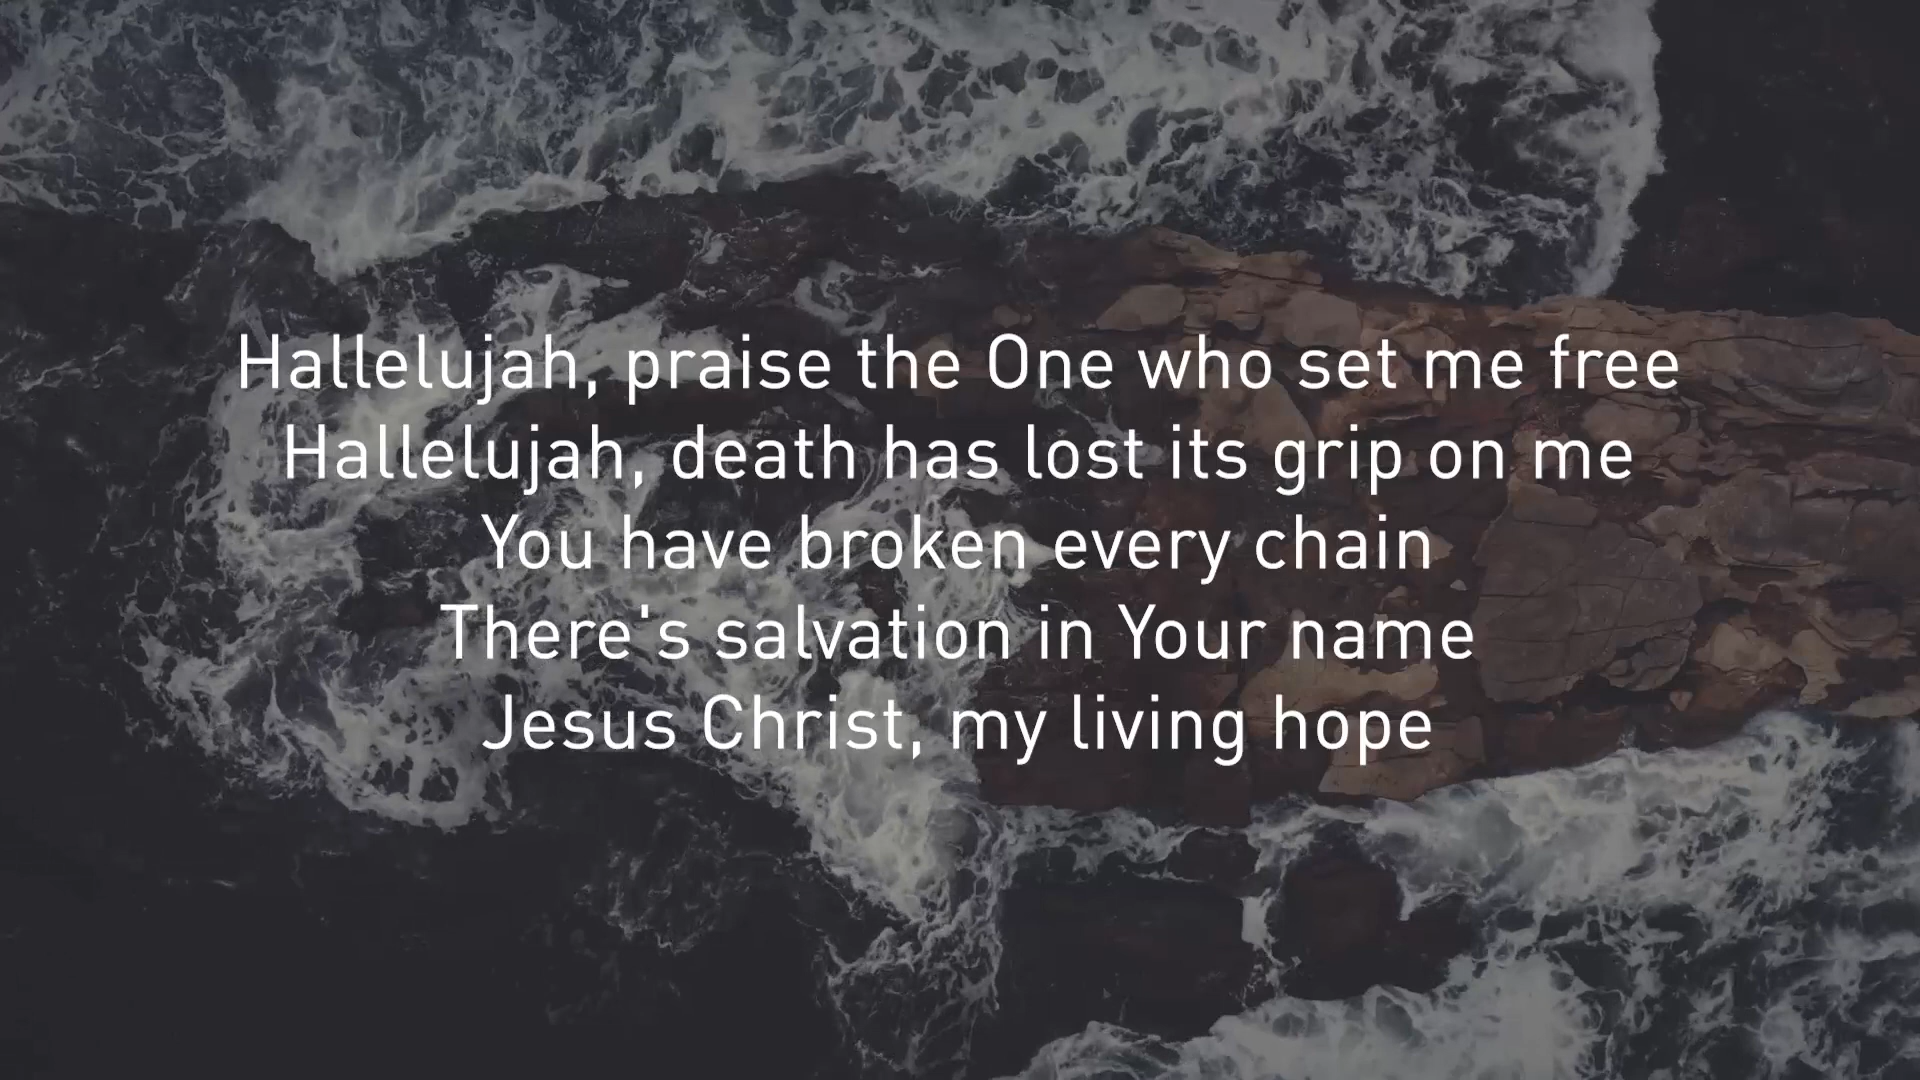 Hallelujah, praise the One who set me free
Hallelujah, death has lost its grip on me
You have broken every chain
There's salvation in Your name
Jesus Christ, my living hope